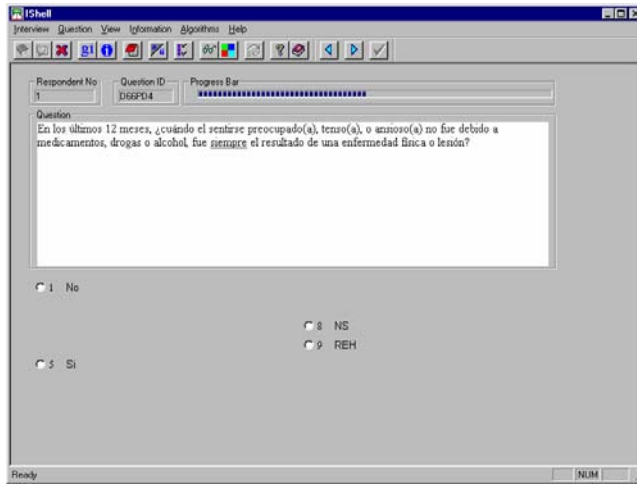 IShell
Interview Question View Information Algorithms Help
g1
Respondent No Question ID Progress Bar
1 D66PD4
Question
En los últimos 12 meses, ¿cuándo el sentirse preocupado(a), tenso(a), o ansioso(a) no fue debido a
medicamentos, drogas o alcohol, fue siempre el resultado de una enfermedad física o lesión?
1 No
8 NS
9 REH
5 Si
Ready NUM